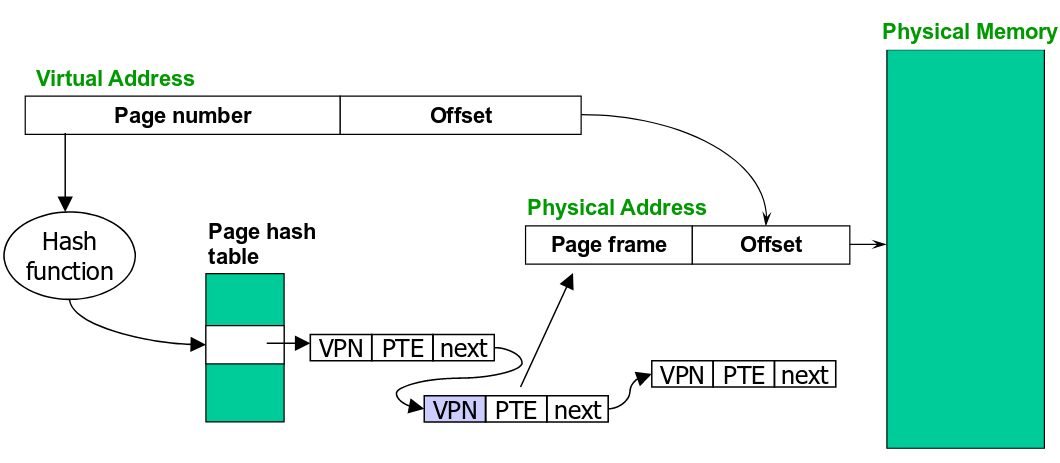 Physical Memory
Virtual Address
Page number Offset
Physical Address
Page hash
table
Hash
function
Page frame Offset
VPN PTE next
VPN PTE next
VPN PTE next